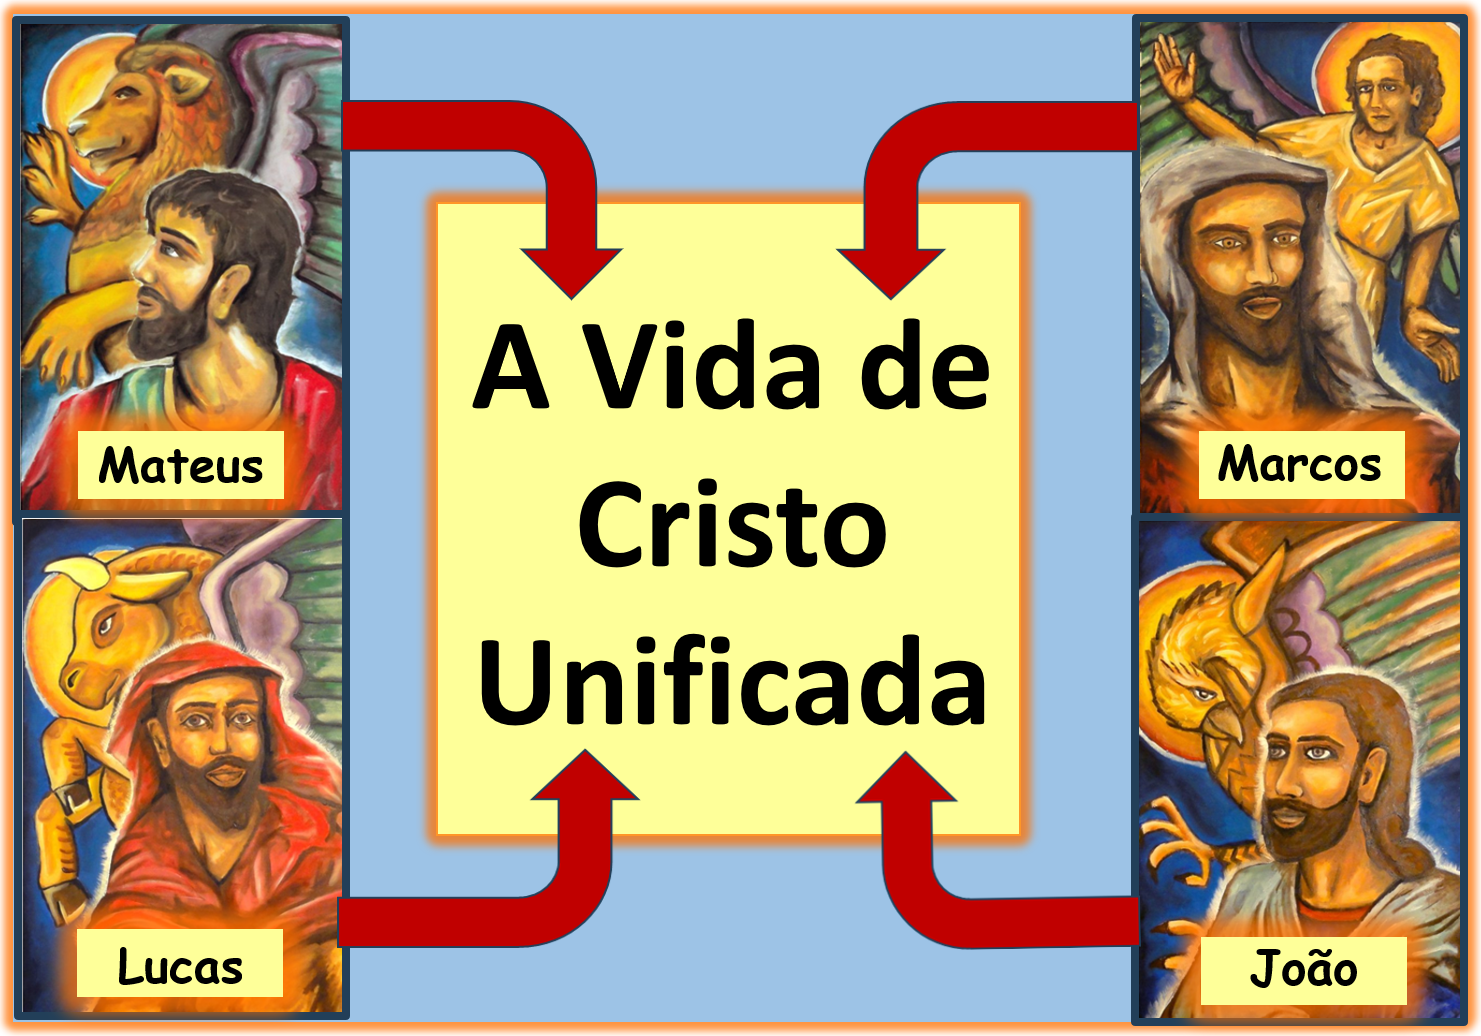 Mateus
Marcos
A Vida de
Cristo
Unificada
Lucas
João